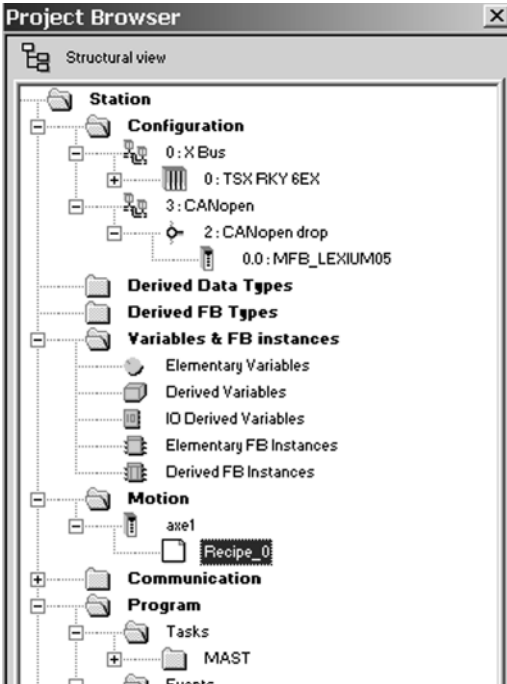 Project Browser
Structural view
Station
Configuration
0 : X Bus
0 : TSX RKY 6EX
3 : CANopen
2 : CANopen drop
0.0 : MFB_LEXIUM05
Derived Data Types
Derived FB Types
Variables & FB instances
Elementary Variables
Derived Variables
IO Derived Variables
Elementary FB Instances
Derived FB Instances
Motion
axe1
Recipe_0
Communication
Program
Tasks
MAST
Events